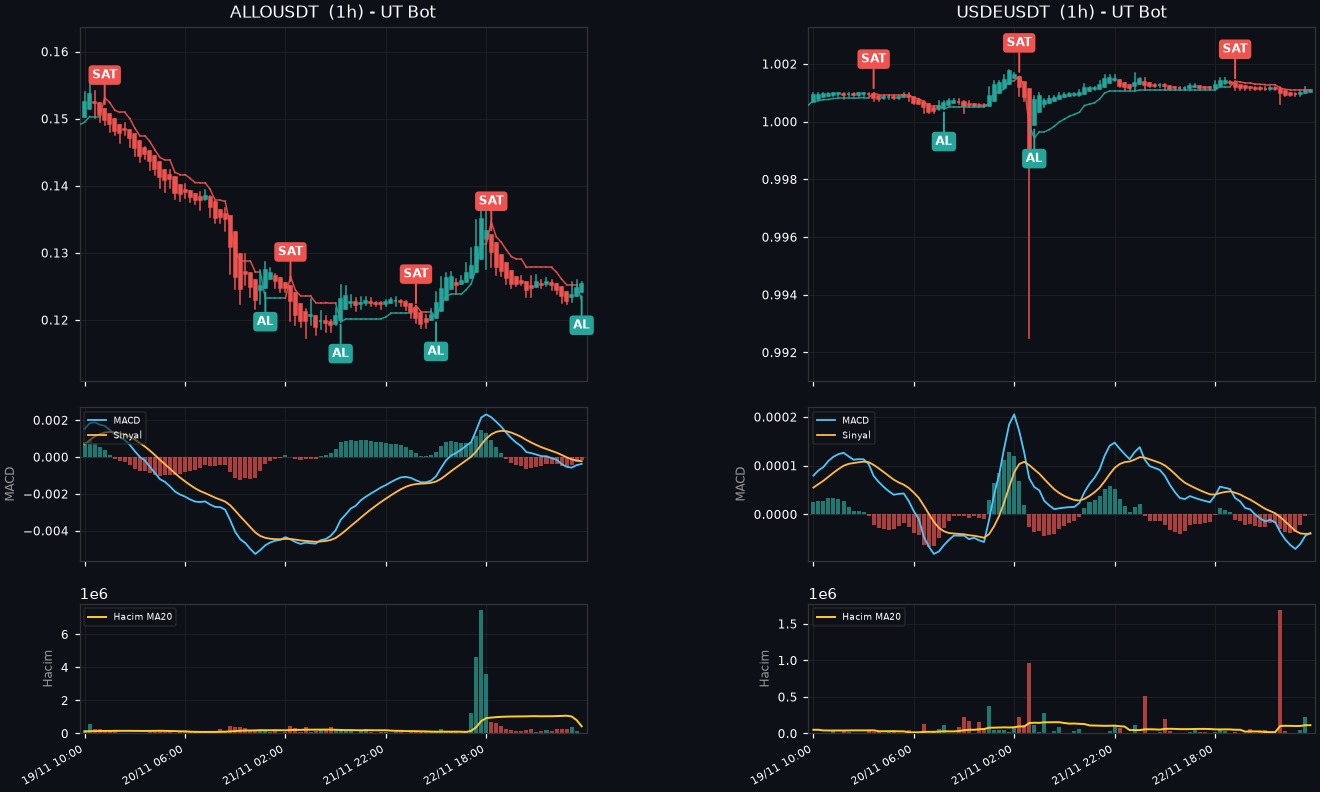 ALLOUSDT (1h) - UT Bot
0.16
0.15
0.14
0.13
0.12
SAT
SAT
SAT
SAT
AL
AL
AL
AL
MACD
0.002
0.000
−0.002
−0.004
MACD
Sinyal
1e6
Hacim
6
4
2
0
Hacim MA20
19/11 10:00
20/11 06:00
21/11 02:00
21/11 22:00
22/11 18:00
USDEUSDT (1h) - UT Bot
1.002
1.000
0.998
0.996
0.994
0.992
SAT
SAT
SAT
AL
AL
MACD
0.0002
0.0001
0.0000
MACD
Sinyal
1e6
Hacim
1.5
1.0
0.5
0.0
Hacim MA20
19/11 10:00
20/11 06:00
21/11 02:00
21/11 22:00
22/11 18:00